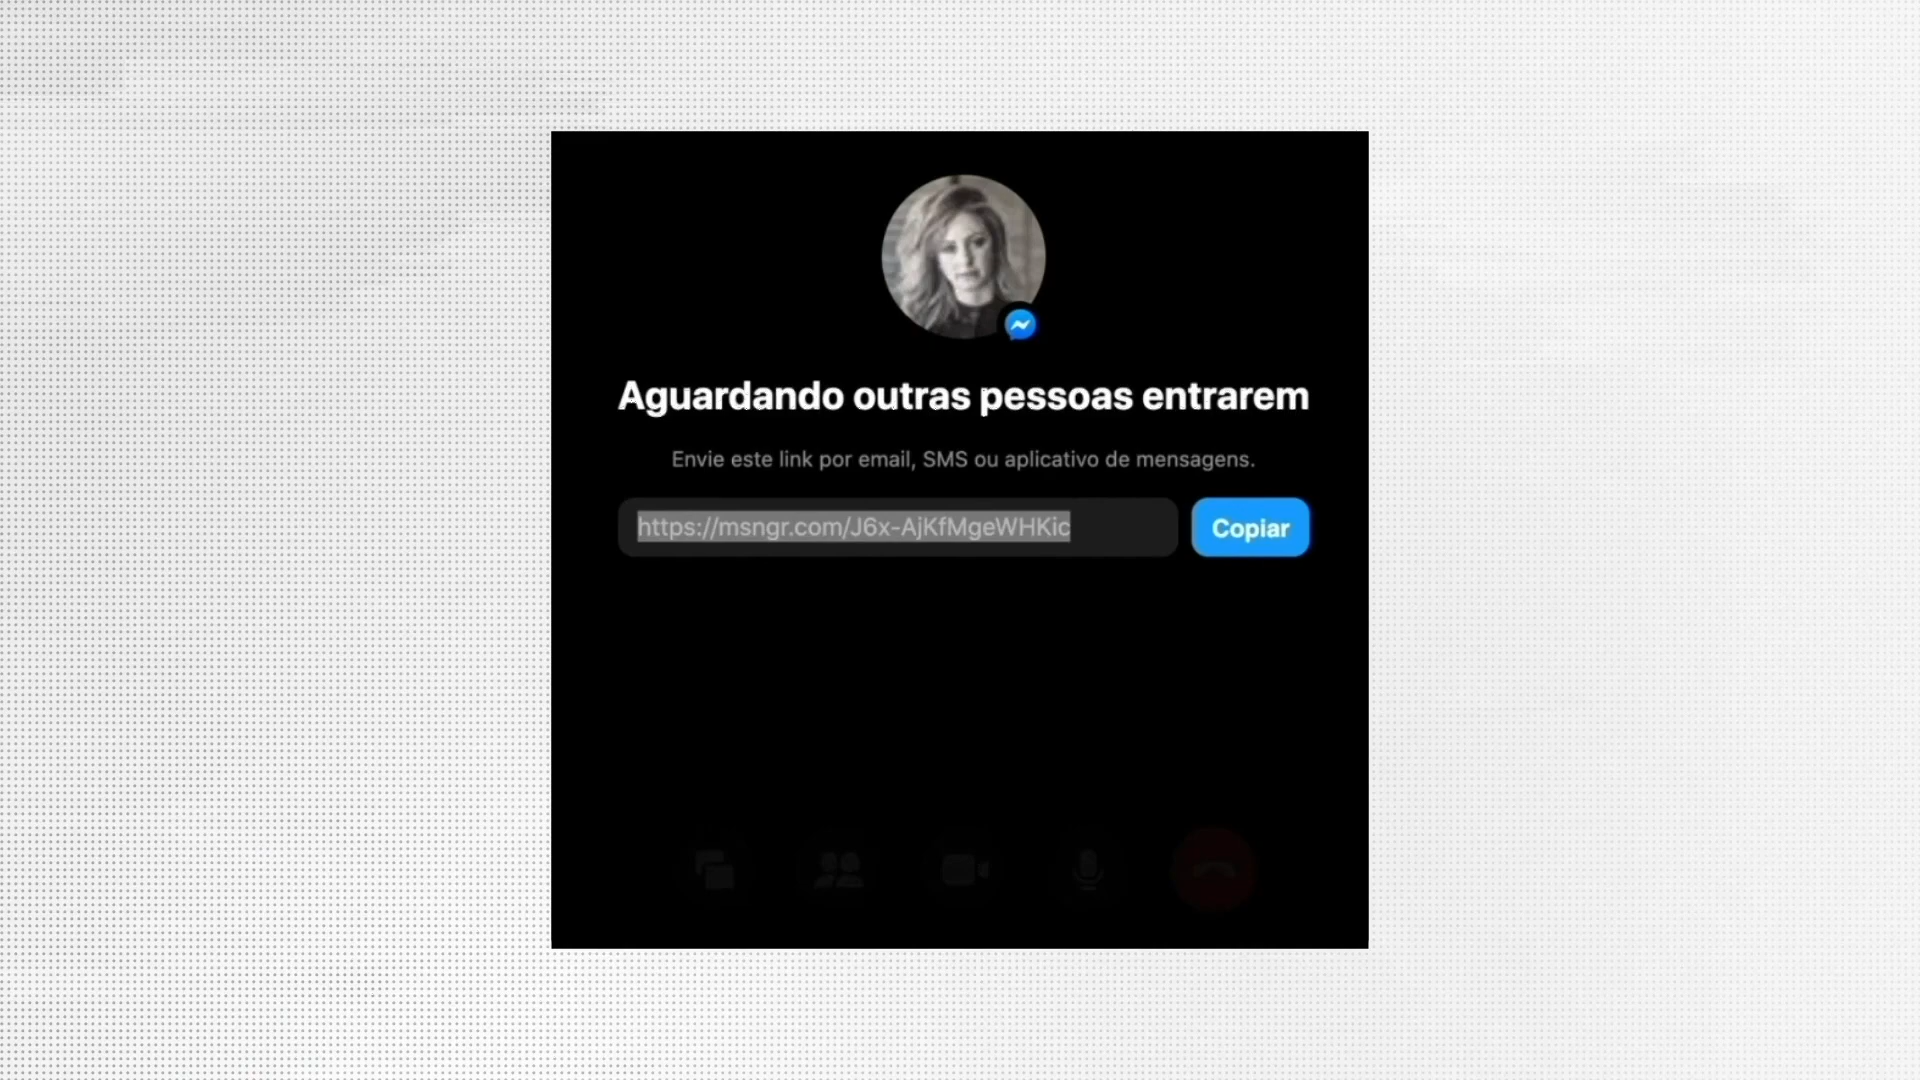 Aguardando outras pessoas entrarem
Envie este link por email, SMS ou aplicativo de mensagens.
https://msngr.com/J6x-AjKfMgeWHKic
Copiar